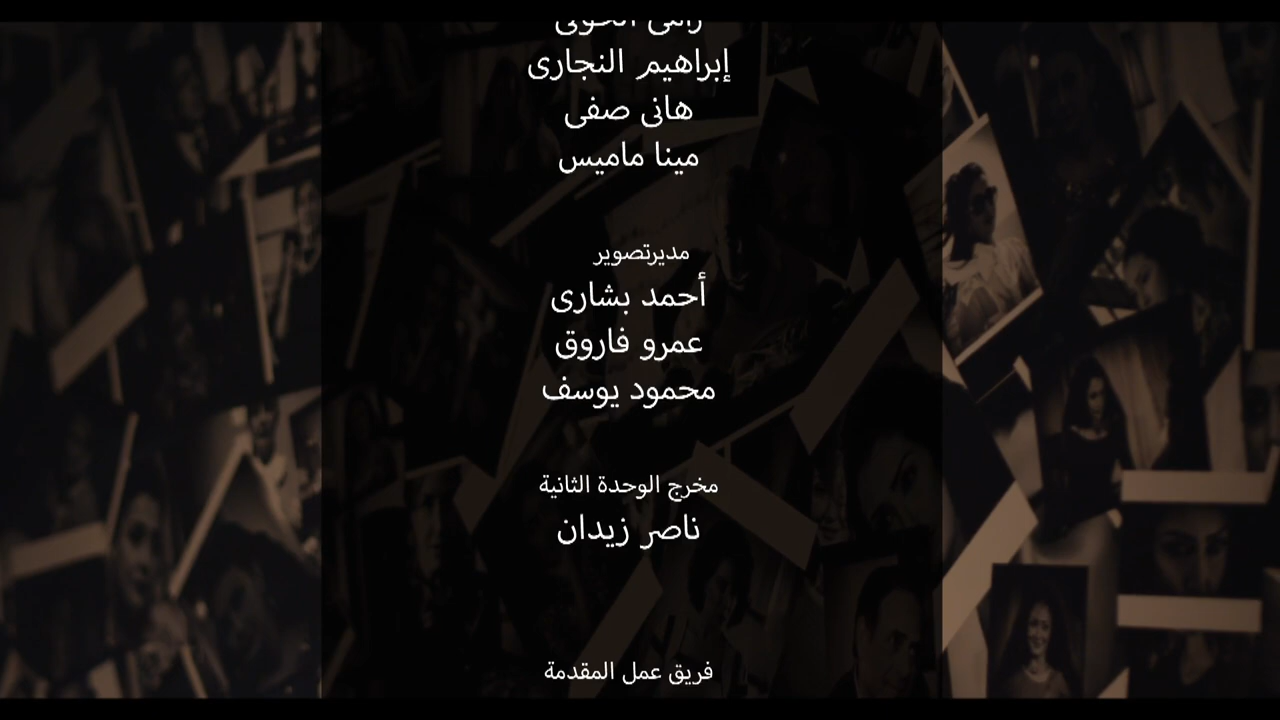 إبراهيم النجارى
هانى صفى
مينا ماميس
مديرتصوير
أحمد بشارى
عمرو فاروق
محمود يوسف
مخرج الوحدة الثانية
ناصر زيدان
فريق عمل المقدمة